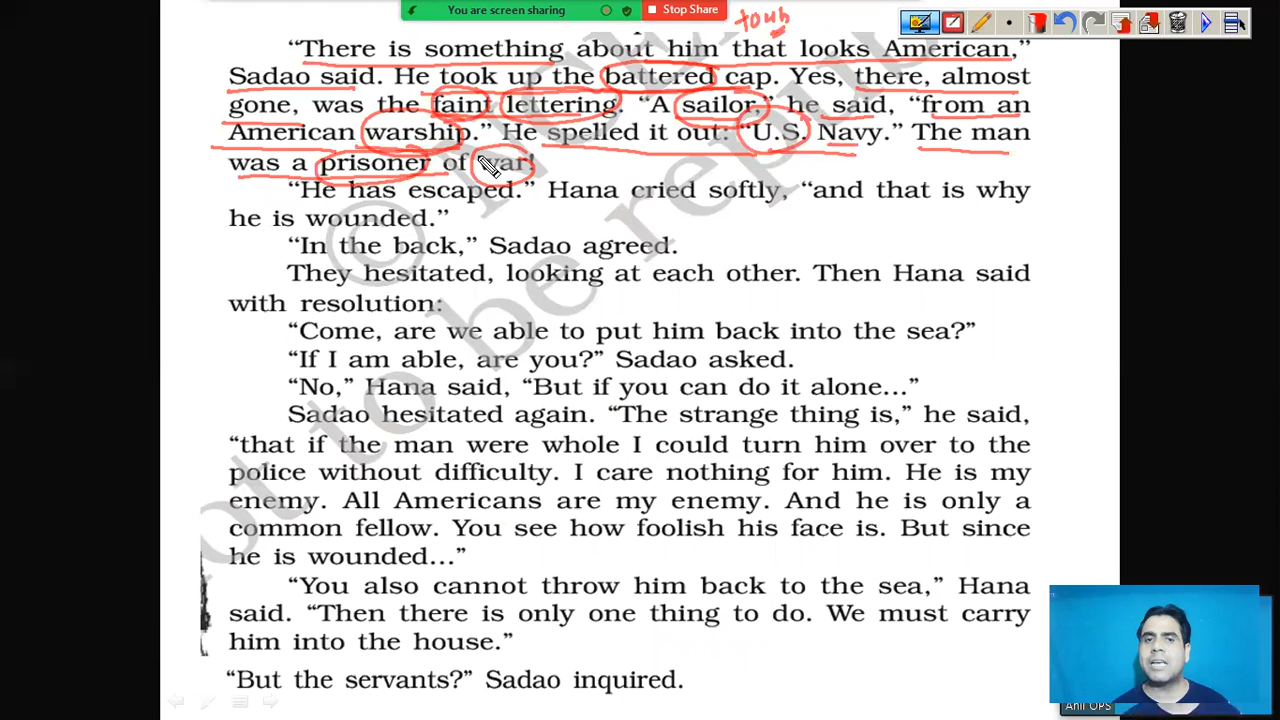 You are screen sharing
Stop Share
“There is something about him that looks American,”
Sadao said. He took up the battered cap. Yes, there, almost
gone, was the faint lettering. “A sailor,” he said, “from an
American warship.” He spelled it out: “U.S. Navy.” The man
was a prisoner of war!
“He has escaped.” Hana cried softly, “and that is why
he is wounded.”
“In the back,” Sadao agreed.
They hesitated, looking at each other. Then Hana said
with resolution:
“Come, are we able to put him back into the sea?”
“If I am able, are you?” Sadao asked.
“No,” Hana said, “But if you can do it alone...”
Sadao hesitated again. “The strange thing is,” he said,
“that if the man were whole I could turn him over to the
police without difficulty. I care nothing for him. He is my
enemy. All Americans are my enemy. And he is only a
common fellow. You see how foolish his face is. But since
he is wounded...”
“You also cannot throw him back to the sea,” Hana
said. “Then there is only one thing to do. We must carry
him into the house.”
“But the servants?” Sadao inquired.
not to be repu
Anil OPS